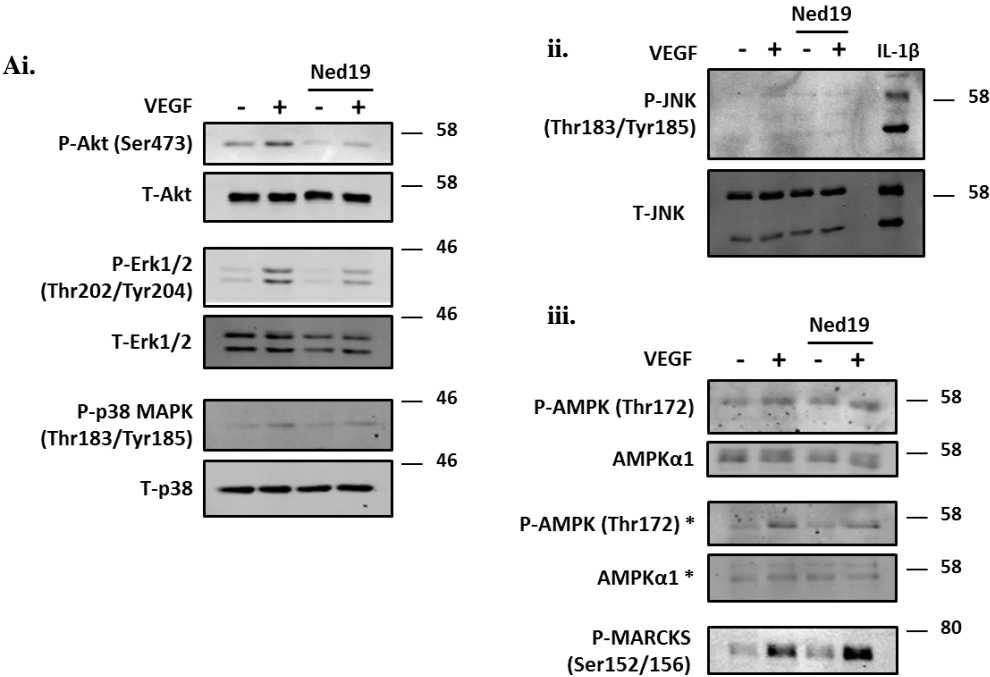 Ai.
Ned19
VEGF - + - +
P-Akt (Ser473) 58
T-Akt 58
P-Erk1/2 46
(Thr202/Tyr204)
T-Erk1/2 46
P-p38 MAPK 46
(Thr183/Tyr185)
T-p38 46
ii.
Ned19
VEGF - + - + IL-1β
P-JNK 58
(Thr183/Tyr185)
T-JNK 58
iii.
Ned19
VEGF - + - +
P-AMPK (Thr172) 58
AMPKα1 58
P-AMPK (Thr172) * 58
AMPKα1 * 58
P-MARCKS 80
(Ser152/156)